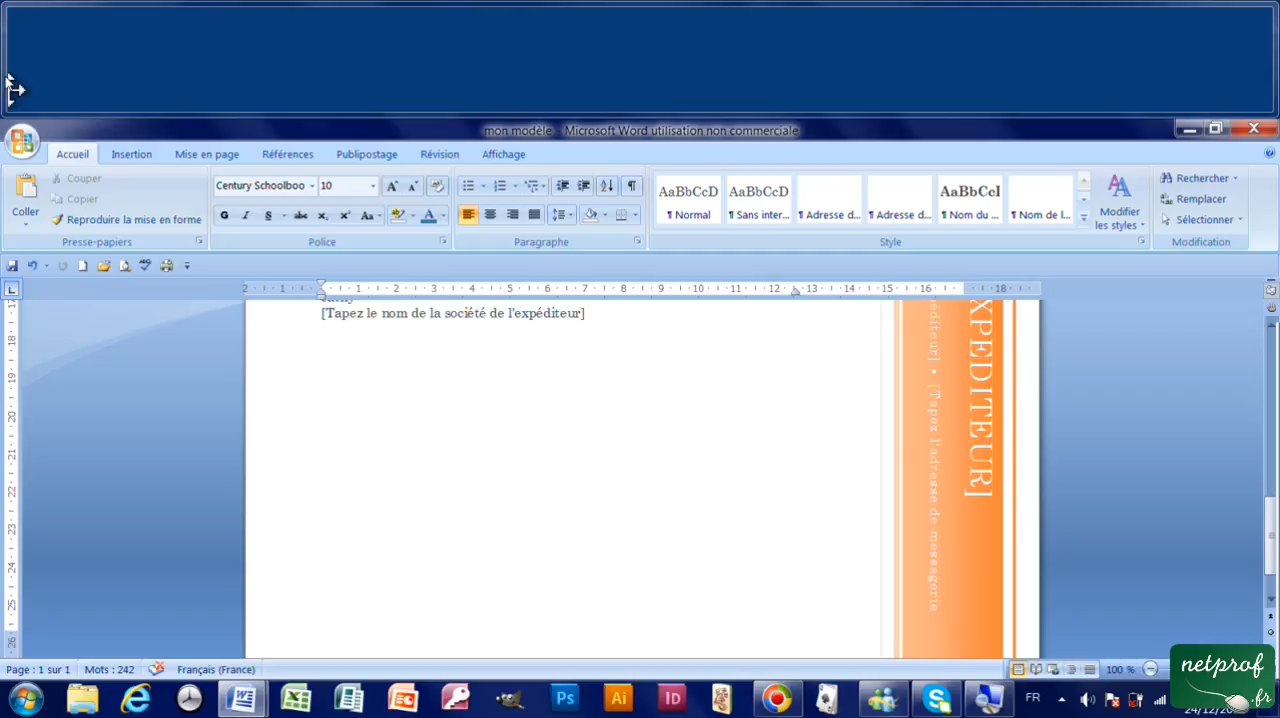 mon modèle - Microsoft Word utilisation non commerciale
Accueil
Insertion
Mise en page
Références
Publipostage
Révision
Affichage
Coller
Couper
Copier
Reproduire la mise en forme
Presse-papiers
Century Schoolboo
10
Police
Paragraphe
AaBbCcD
¶ Normal
AaBbCcD
¶ Sans inter...
¶ Adresse d...
¶ Adresse d...
AaBbCcI
¶ Nom du ...
¶ Nom de l...
Modifier
les styles
Style
Rechercher
Remplacer
Sélectionner
Modification
[Tapez le nom de la société de l'expéditeur]
XPEDITEUR]
éditeur] • [Tapez l'adresse de messagerie
Page : 1 sur 1
Mots : 242
Français (France)
100 %
FR
netprof
.fr